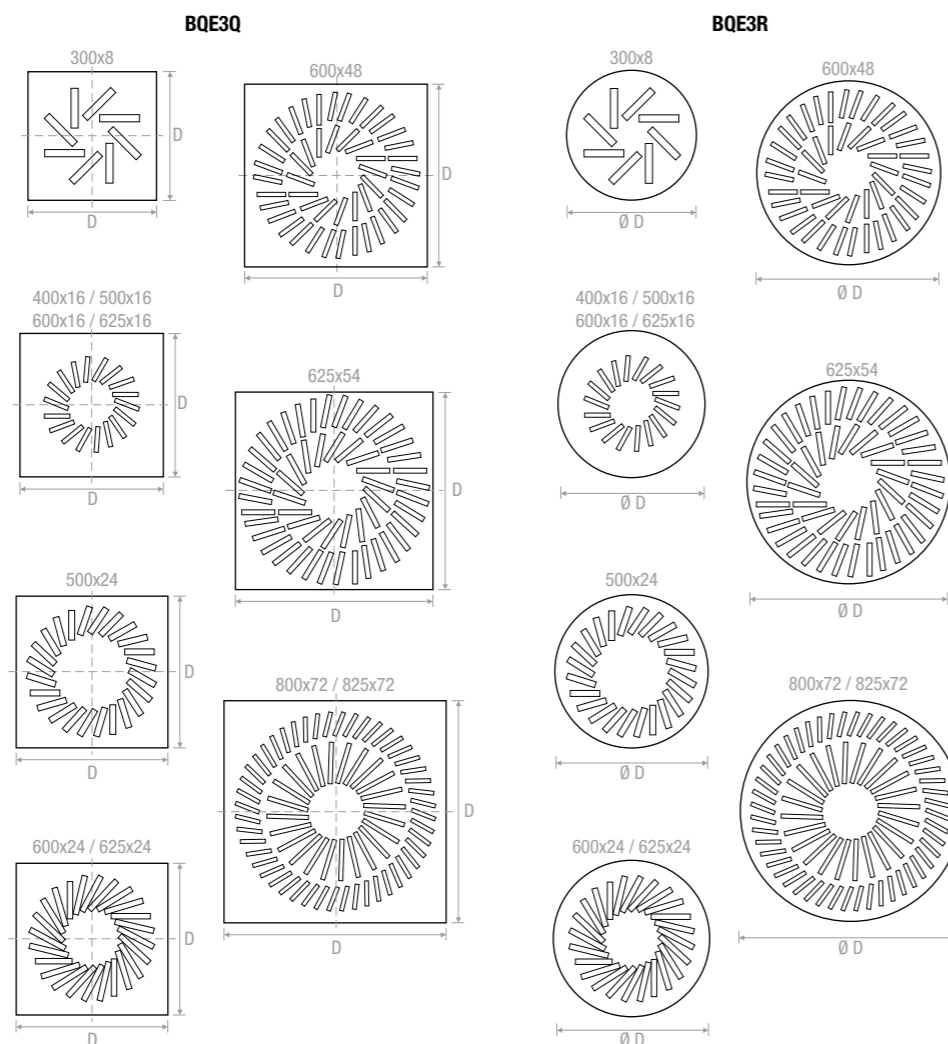 BQE3Q
300x8
D
D
600x48
D
D
400x16 / 500x16
600x16 / 625x16
D
D
625x54
D
D
500x24
D
D
800x72 / 825x72
D
D
600x24 / 625x24
D
D
BQE3R
300x8
Ø D
600x48
Ø D
400x16 / 500x16
600x16 / 625x16
Ø D
625x54
Ø D
500x24
Ø D
800x72 / 825x72
Ø D
600x24 / 625x24
Ø D